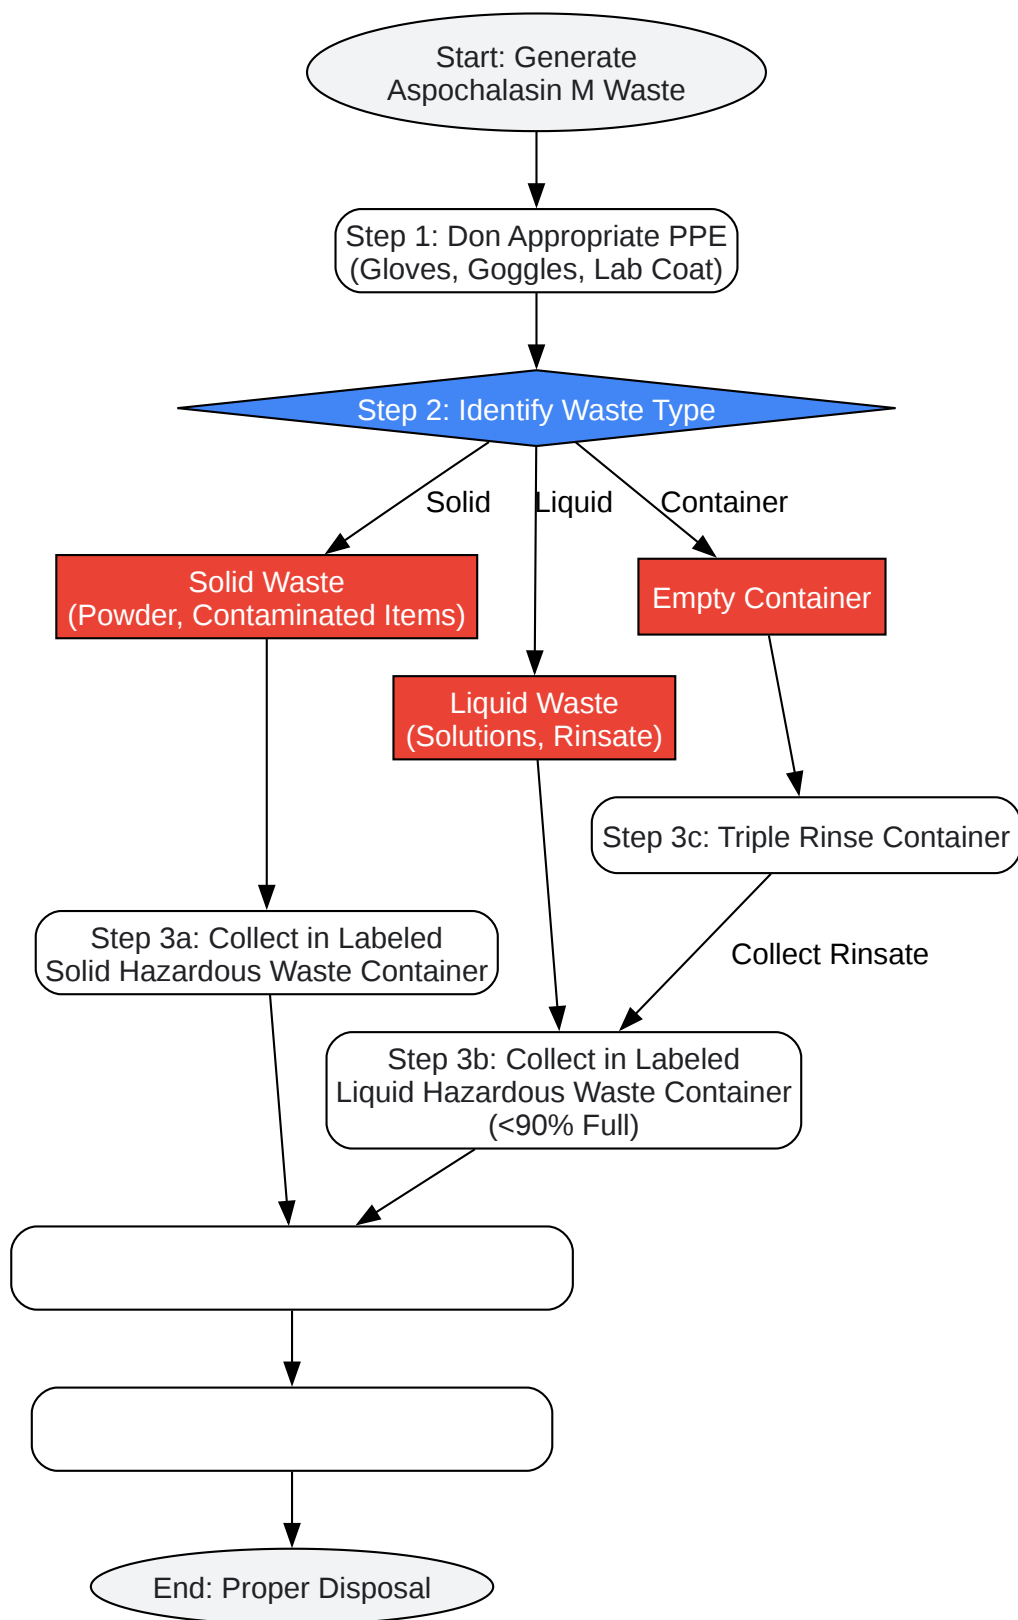 Start: Generate
Aspochalasin M Waste
Step 1: Don Appropriate PPE
(Gloves, Goggles, Lab Coat)
Step 2: Identify Waste Type
Solid
Liquid
Container
Solid Waste
(Powder, Contaminated Items)
Empty Container
Liquid Waste
(Solutions, Rinsate)
Step 3c: Triple Rinse Container
Step 3a: Collect in Labeled
Solid Hazardous Waste Container
Collect Rinsate
Step 3b: Collect in Labeled
Liquid Hazardous Waste Container
(<90% Full)
End: Proper Disposal